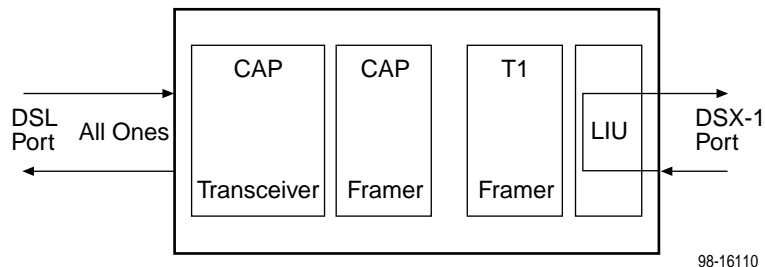 CAP
Transceiver
CAP
Framer
T1
Framer
LIU
DSL
Port
All Ones
DSX-1
Port
98-16110